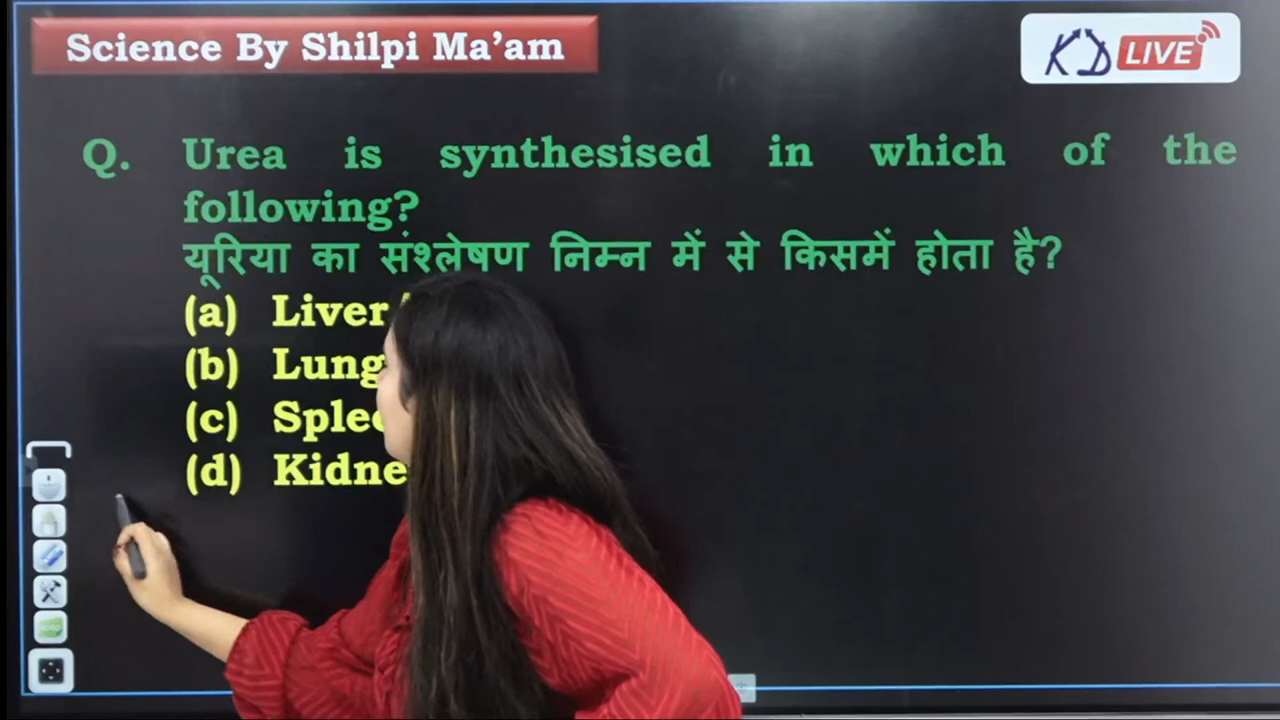 Science By Shilpi Ma'am
KD LIVE
Q. Urea is synthesised in which of the
following?
यूरिया का संश्लेषण निम्न में से किसमें होता है?
(a) Liver
(b) Lung
(c) Splee
(d) Kidne